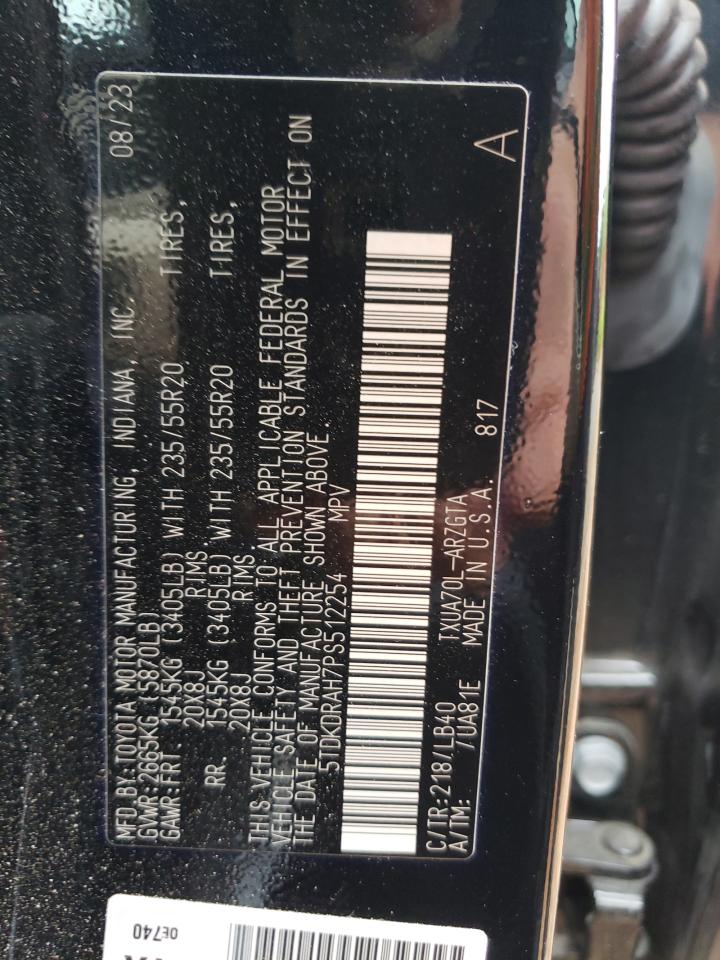 MFD.BY:TOYOTA MOTOR MANUFACTURING, INDIANA, INC. 08/23
GVWR:2665KG (5870LB)
GAWR:FRT. 1545KG (3405LB) WITH 235/55R20 TIRES,
20X8J RIMS
RR. 1545KG (3405LB) WITH 235/55R20 TIRES,
20X8J RIMS
THIS VEHICLE CONFORMS TO ALL APPLICABLE FEDERAL MOTOR
VEHICLE SAFETY AND THEFT PREVENTION STANDARDS IN EFFECT ON
THE DATE OF MANUFACTURE SHOWN ABOVE.
5TDKDRAH7PS512254 MPV
C/TR:218/LB40 TXUA70L-ARZGTA
A/TM: /UA81E MADE IN U.S.A. 817 A
0E740